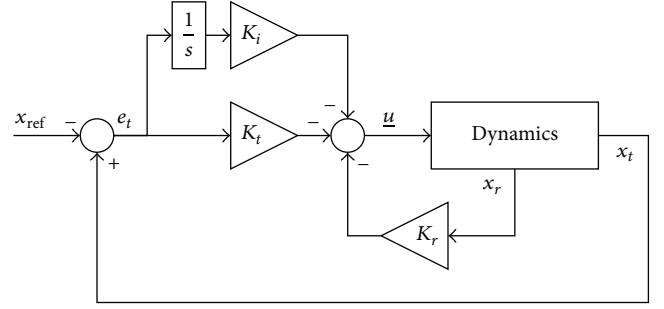 1
s
K_i
−
x_ref
−
e_t
K_t
−
−
u
Dynamics
x_t
+
−
x_r
K_r